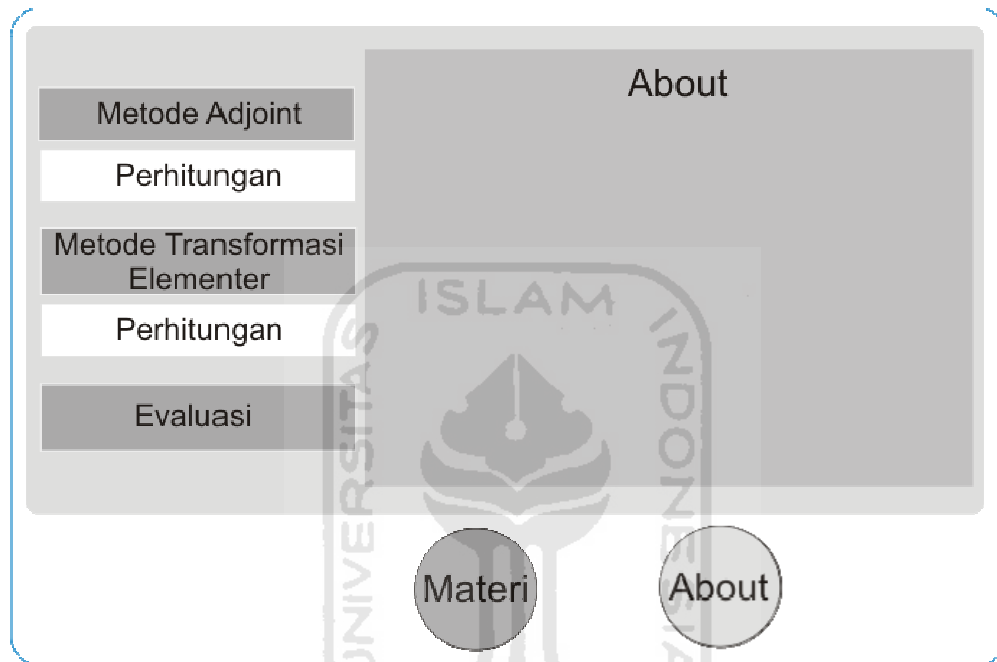 About
Metode Adjoint
Perhitungan
Metode Transformasi
Elementer
Perhitungan
Evaluasi
Materi
About
UNIVERSITAS
ISLAM
INDONESIA